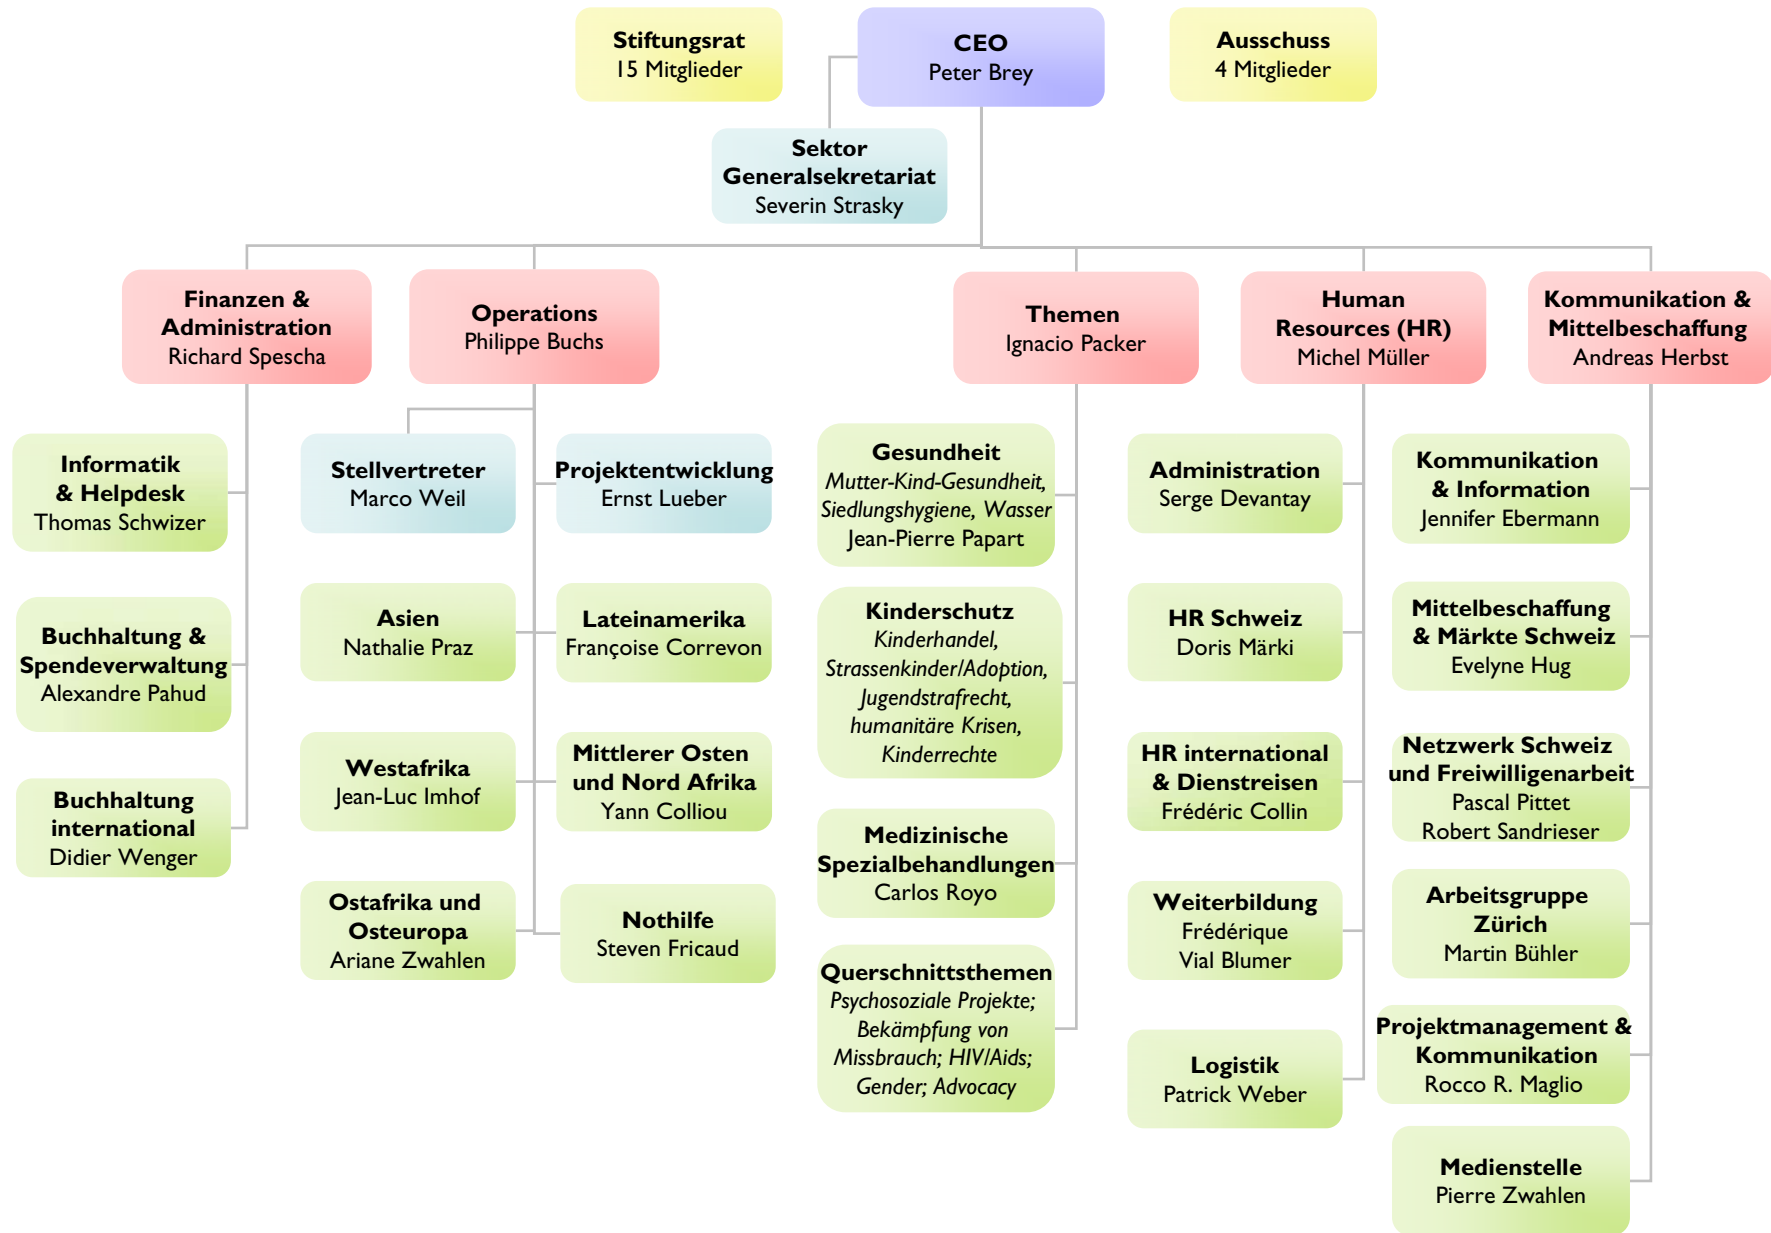 Stiftungsrat
15 Mitglieder
CEO
Peter Brey
Ausschuss
4 Mitglieder
Sektor
Generalsekretariat
Severin Strasky
Finanzen &
Administration
Richard Spescha
Operations
Philippe Buchs
Themen
Ignacio Packer
Human
Resources (HR)
Michel Müller
Kommunikation &
Mittelbeschaffung
Andreas Herbst
Informatik
& Helpdesk
Thomas Schwizer
Buchhaltung &
Spendeverwaltung
Alexandre Pahud
Buchhaltung
international
Didier Wenger
Stellvertreter
Marco Weil
Projektentwicklung
Ernst Lueber
Asien
Nathalie Praz
Lateinamerika
Françoise Correvon
Westafrika
Jean-Luc Imhof
Mittlerer Osten
und Nord Afrika
Yann Colliou
Ostafrika und
Osteuropa
Ariane Zwahlen
Nothilfe
Steven Fricaud
Gesundheit
Mutter-Kind-Gesundheit,
Siedlungshygiene, Wasser
Jean-Pierre Papart
Kinderschutz
Kinderhandel,
Strassenkinder/Adoption,
Jugendstrafrecht,
humanitäre Krisen,
Kinderrechte
Medizinische
Spezialbehandlungen
Carlos Royo
Querschnittsthemen
Psychosoziale Projekte;
Bekämpfung von
Missbrauch; HIV/Aids;
Gender; Advocacy
Administration
Serge Devantay
HR Schweiz
Doris Märki
HR international
& Dienstreisen
Frédéric Collin
Weiterbildung
Frédérique
Vial Blumer
Logistik
Patrick Weber
Kommunikation
& Information
Jennifer Ebermann
Mittelbeschaffung
& Märkte Schweiz
Evelyne Hug
Netzwerk Schweiz
und Freiwilligenarbeit
Pascal Pittet
Robert Sandrieser
Arbeitsgruppe
Zürich
Martin Bühler
Projektmanagement &
Kommunikation
Rocco R. Maglio
Medienstelle
Pierre Zwahlen